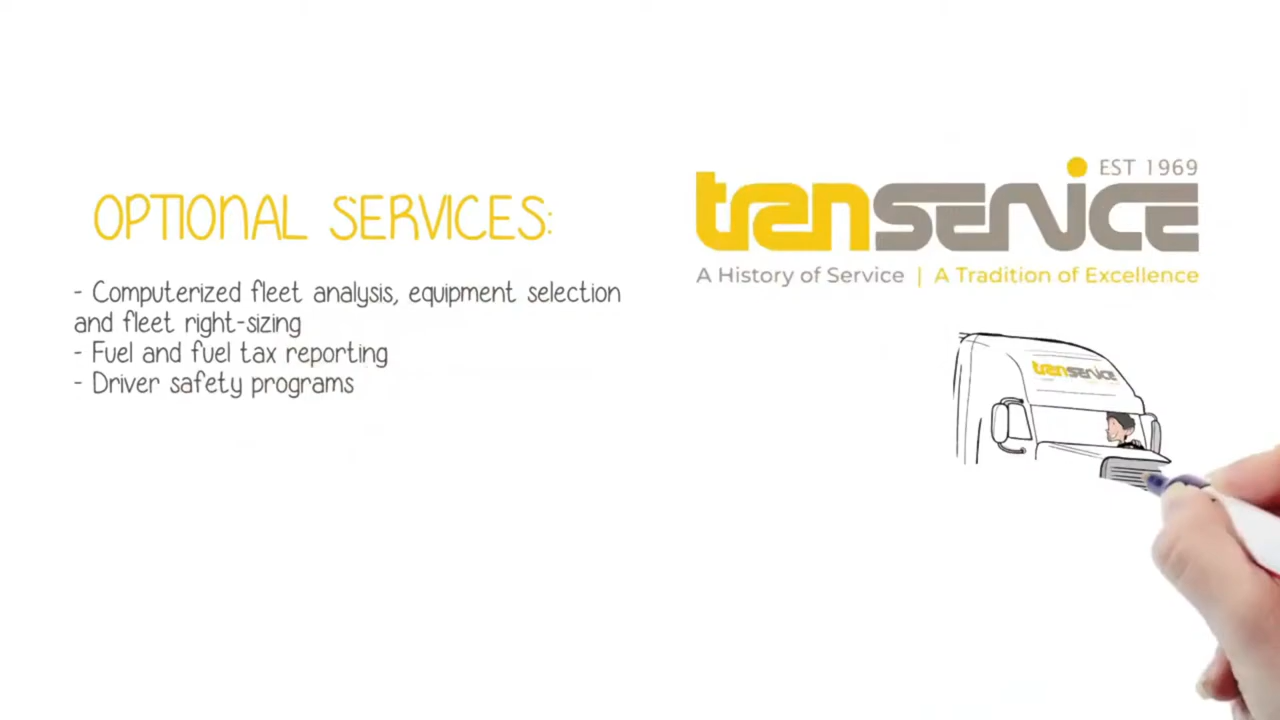 OPTIONAL SERVICES:
- Computerized fleet analysis, equipment selection
and fleet right-sizing
- Fuel and fuel tax reporting
- Driver safety programs
EST 1969
transervice
A History of Service | A Tradition of Excellence
transervice